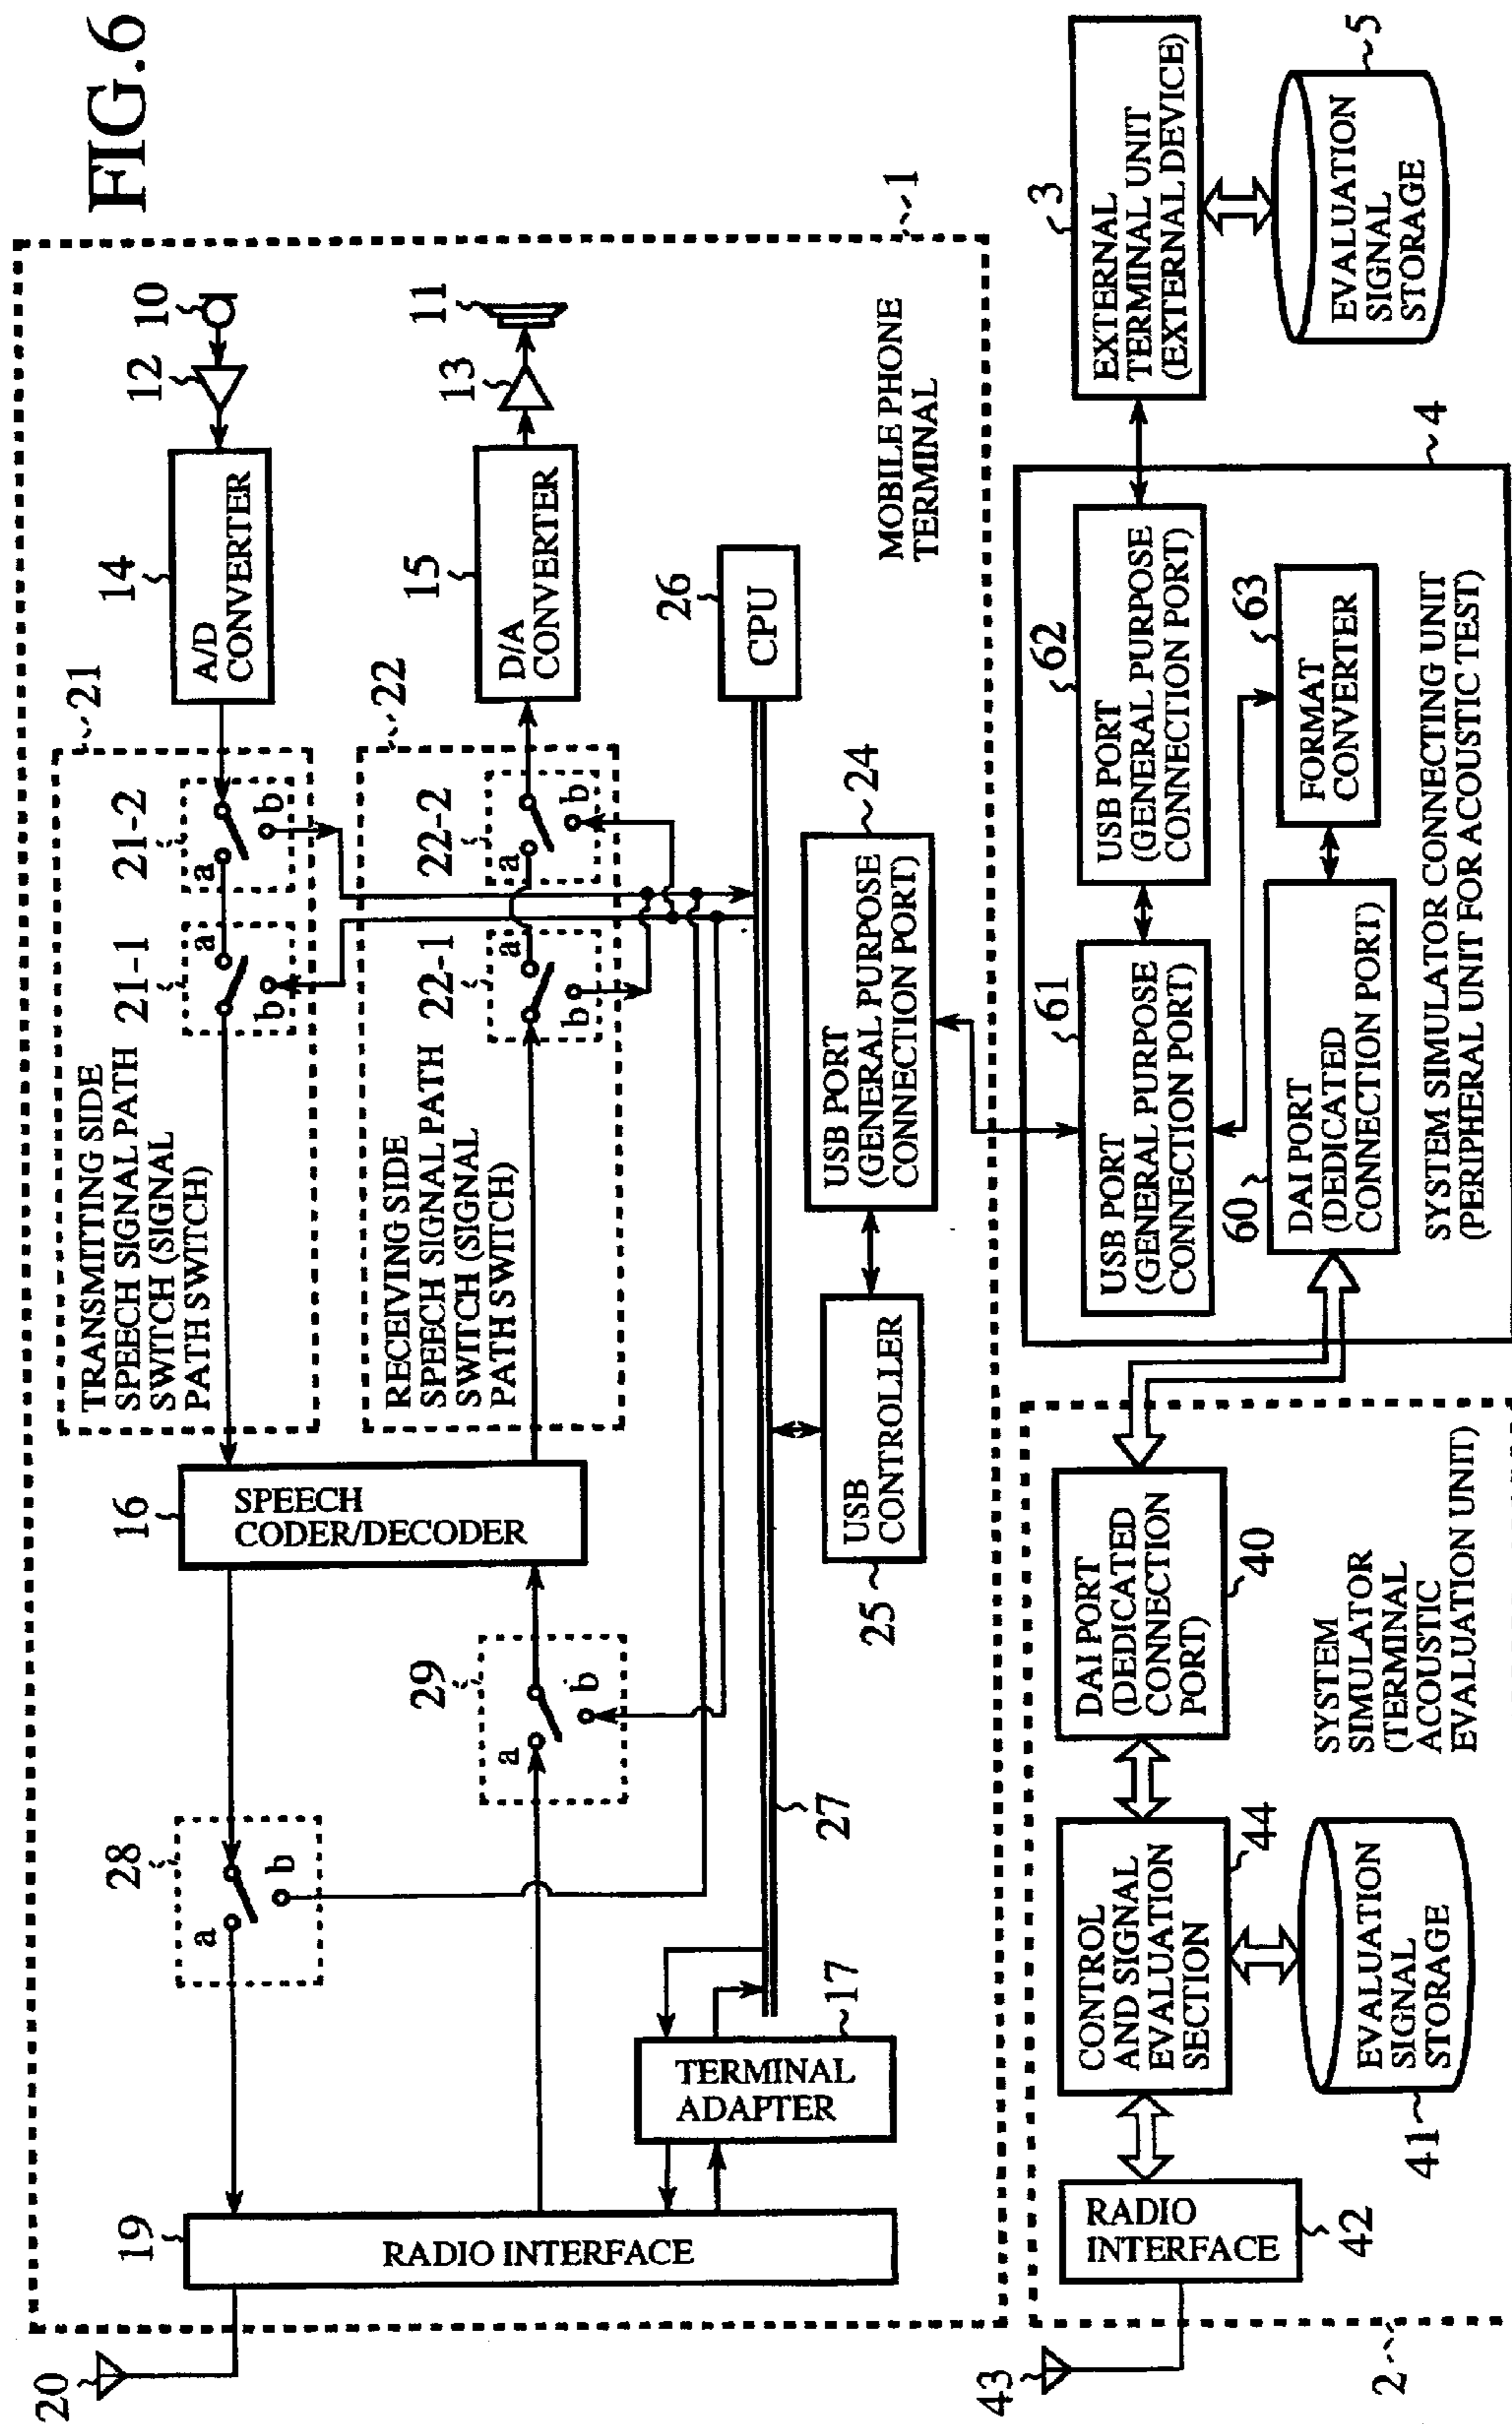 FIG.6
20
19
RADIO INTERFACE
28
a
b
29
a
b
16
SPEECH
CODER/DECODER
TRANSMITTING SIDE
SPEECH SIGNAL PATH
SWITCH (SIGNAL
PATH SWITCH)
21
21-1
a
b
21-2
a
b
14
A/D
CONVERTER
12
10
RECEIVING SIDE
SPEECH SIGNAL PATH
SWITCH (SIGNAL
PATH SWITCH)
22
22-1
a
b
22-2
a
b
15
D/A
CONVERTER
13
11
TERMINAL
ADAPTER
17
27
26
CPU
25
USB
CONTROLLER
USB PORT
(GENERAL PURPOSE
CONNECTION PORT)
24
MOBILE PHONE
TERMINAL
1
43
2
RADIO
INTERFACE
42
CONTROL
AND SIGNAL
EVALUATION
SECTION
44
41
EVALUATION
SIGNAL
STORAGE
DAI PORT
(DEDICATED
CONNECTION
PORT)
40
SYSTEM
SIMULATOR
(TERMINAL
ACOUSTIC
EVALUATION UNIT)
61
USB PORT
(GENERAL PURPOSE
CONNECTION PORT)
62
USB PORT
(GENERAL PURPOSE
CONNECTION PORT)
60
DAI PORT
(DEDICATED
CONNECTION PORT)
63
FORMAT
CONVERTER
SYSTEM SIMULATOR CONNECTING UNIT
(PERIPHERAL UNIT FOR ACOUSTIC TEST)
4
3
EXTERNAL
TERMINAL UNIT
(EXTERNAL DEVICE)
EVALUATION
SIGNAL
STORAGE
5